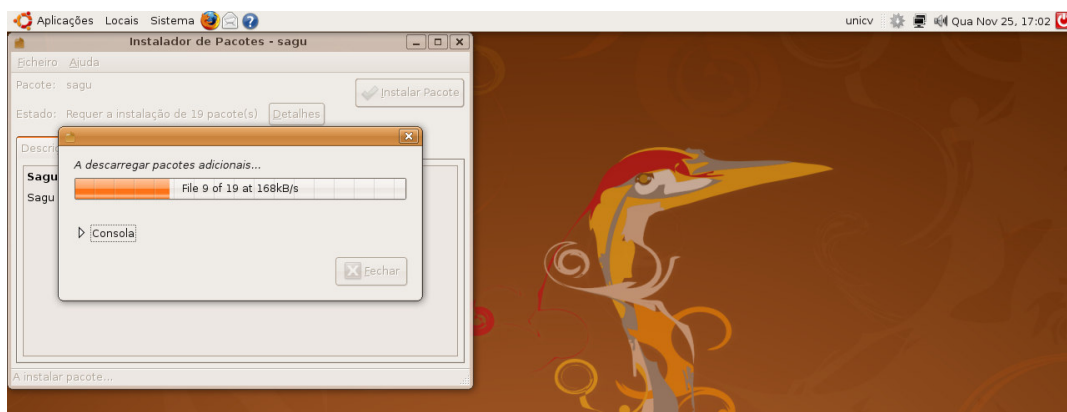 Aplicações Locais Sistema
unicv
Qua Nov 25, 17:02
Instalador de Pacotes - sagu
Ficheiro Ajuda
Pacote: sagu
Instalar Pacote
Estado: Requer a instalação de 19 pacote(s) Detalhes
Descri
A descarregar pacotes adicionais...
Sagu
File 9 of 19 at 168kB/s
Sagu
Consola
Fechar
A instalar pacote...